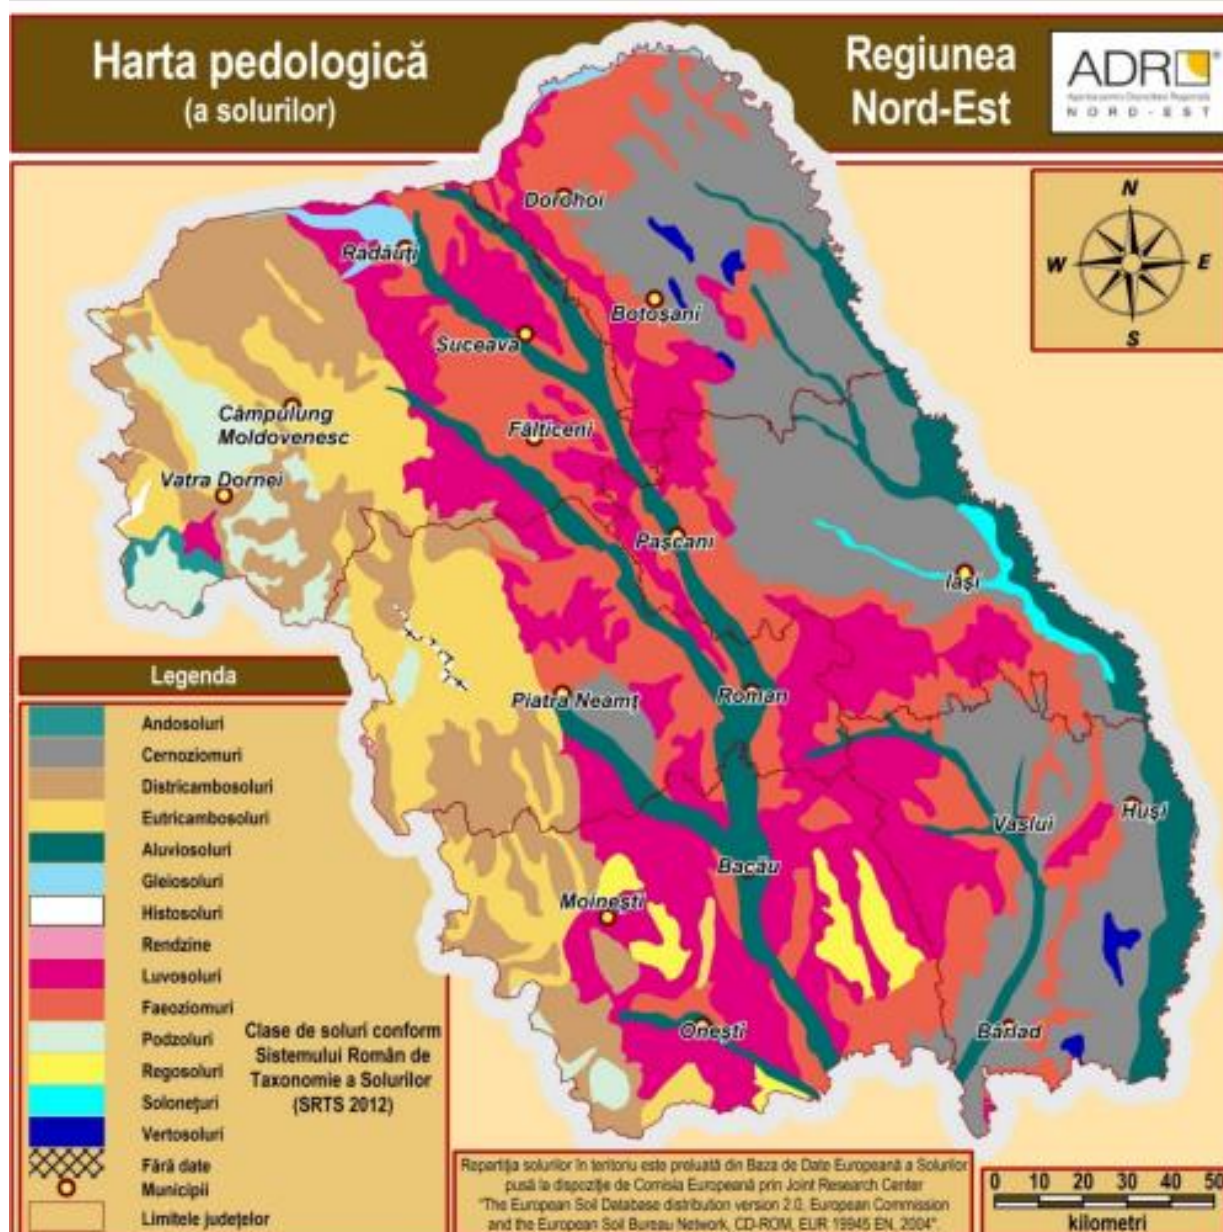 Harta pedologică
(a solurilor)
Regiunea
Nord-Est
ADR
Agenția pentru Dezvoltare Regională
NORD-EST
N
W
E
S
Dorohoi
Rădăuți
Botoșani
Suceava
Câmpulung
Moldovenesc
Fălticeni
Vatra Dornei
Pașcani
Iași
Piatra Neamț
Roman
Huși
Vaslui
Bacău
Moinești
Onești
Bârlad
Legenda
Andosoluri
Cernoziomuri
Districambosoluri
Eutricambosoluri
Aluviosoluri
Gleiosoluri
Histosoluri
Rendzine
Luvosoluri
Faeoziomuri
Podzoluri
Regosoluri
Solonețuri
Vertosoluri
Fără date
Municipii
Limitele județelor
Clase de soluri conform
Sistemului Român de
Taxonomie a Solurilor
(SRTS 2012)
Repartiția solurilor în teritoriu este preluată din Baza de Date Europeană a Solurilor
pusă la dispoziție de Comisia Europeană prin Joint Research Center
"The European Soil Database distribution version 2.0, European Commission
and the European Soil Bureau Network, CD-ROM, EUR 19945 EN, 2004".
0 10 20 30 40 50
kilometri